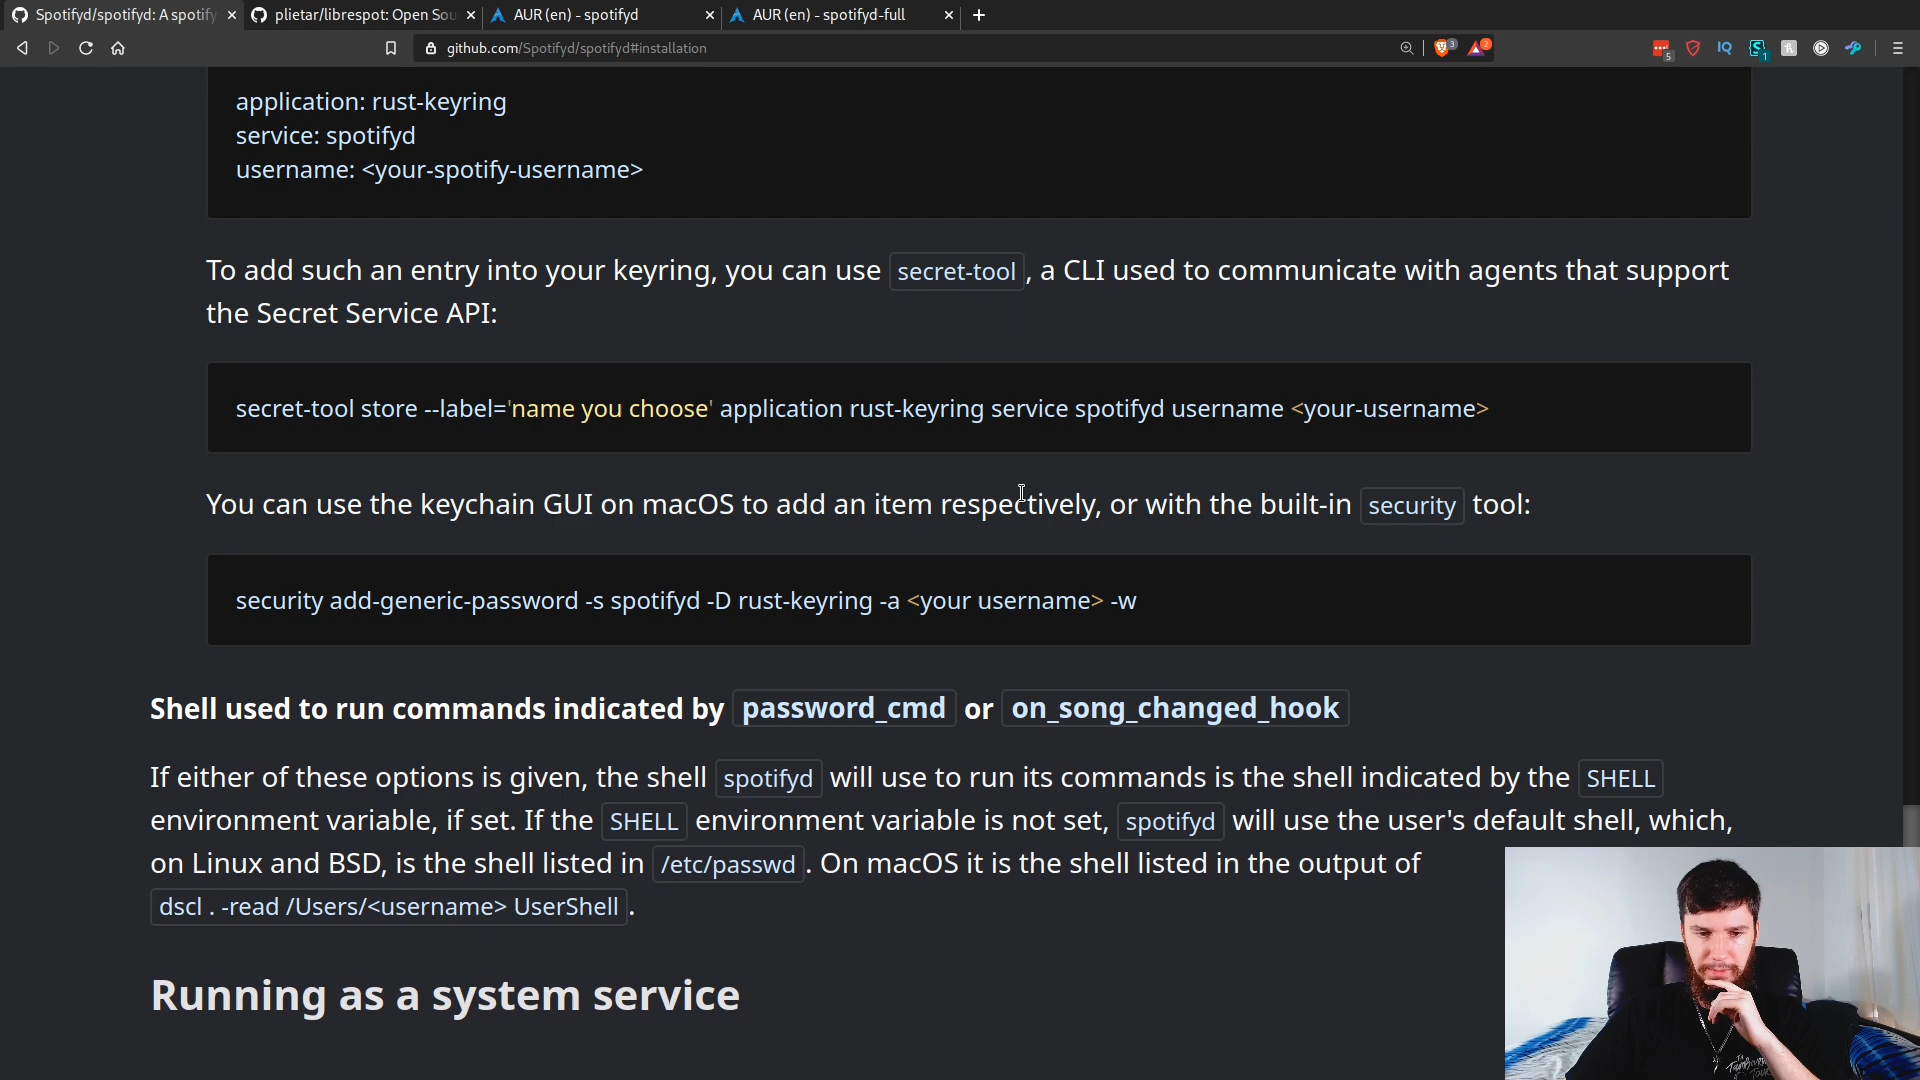 Spotifyd/spotifyd: A spotify
plietar/librespot: Open Sou
AUR (en) - spotifyd
AUR (en) - spotifyd-full
github.com/Spotifyd/spotifyd#installation
3
2
5
IQ
1
application: rust-keyring
service: spotifyd
username: <your-spotify-username>
To add such an entry into your keyring, you can use secret-tool, a CLI used to communicate with agents that support
the Secret Service API:
secret-tool store --label='name you choose' application rust-keyring service spotifyd username <your-username>
You can use the keychain GUI on macOS to add an item respectively, or with the built-in security tool:
security add-generic-password -s spotifyd -D rust-keyring -a <your username> -w
Shell used to run commands indicated by password_cmd or on_song_changed_hook
If either of these options is given, the shell spotifyd will use to run its commands is the shell indicated by the SHELL
environment variable, if set. If the SHELL environment variable is not set, spotifyd will use the user's default shell, which,
on Linux and BSD, is the shell listed in /etc/passwd. On macOS it is the shell listed in the output of
dscl . -read /Users/<username> UserShell.
Running as a system service